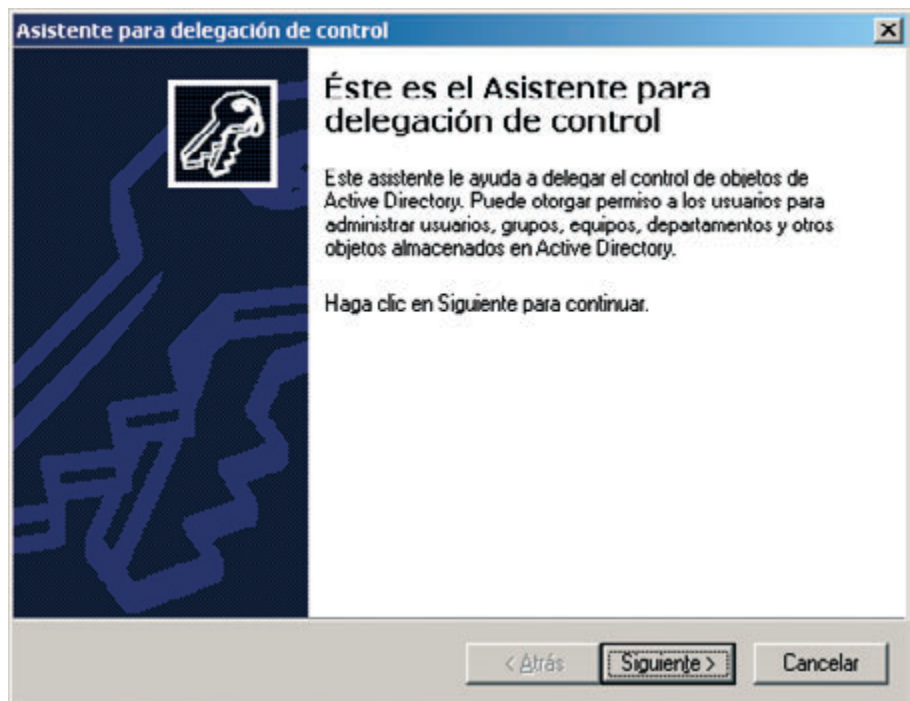 Asistente para delegación de control
Éste es el Asistente para
delegación de control
Este asistente le ayuda a delegar el control de objetos de
Active Directory. Puede otorgar permiso a los usuarios para
administrar usuarios, grupos, equipos, departamentos y otros
objetos almacenados en Active Directory.
Haga clic en Siguiente para continuar.
< Atrás
Siguiente >
Cancelar